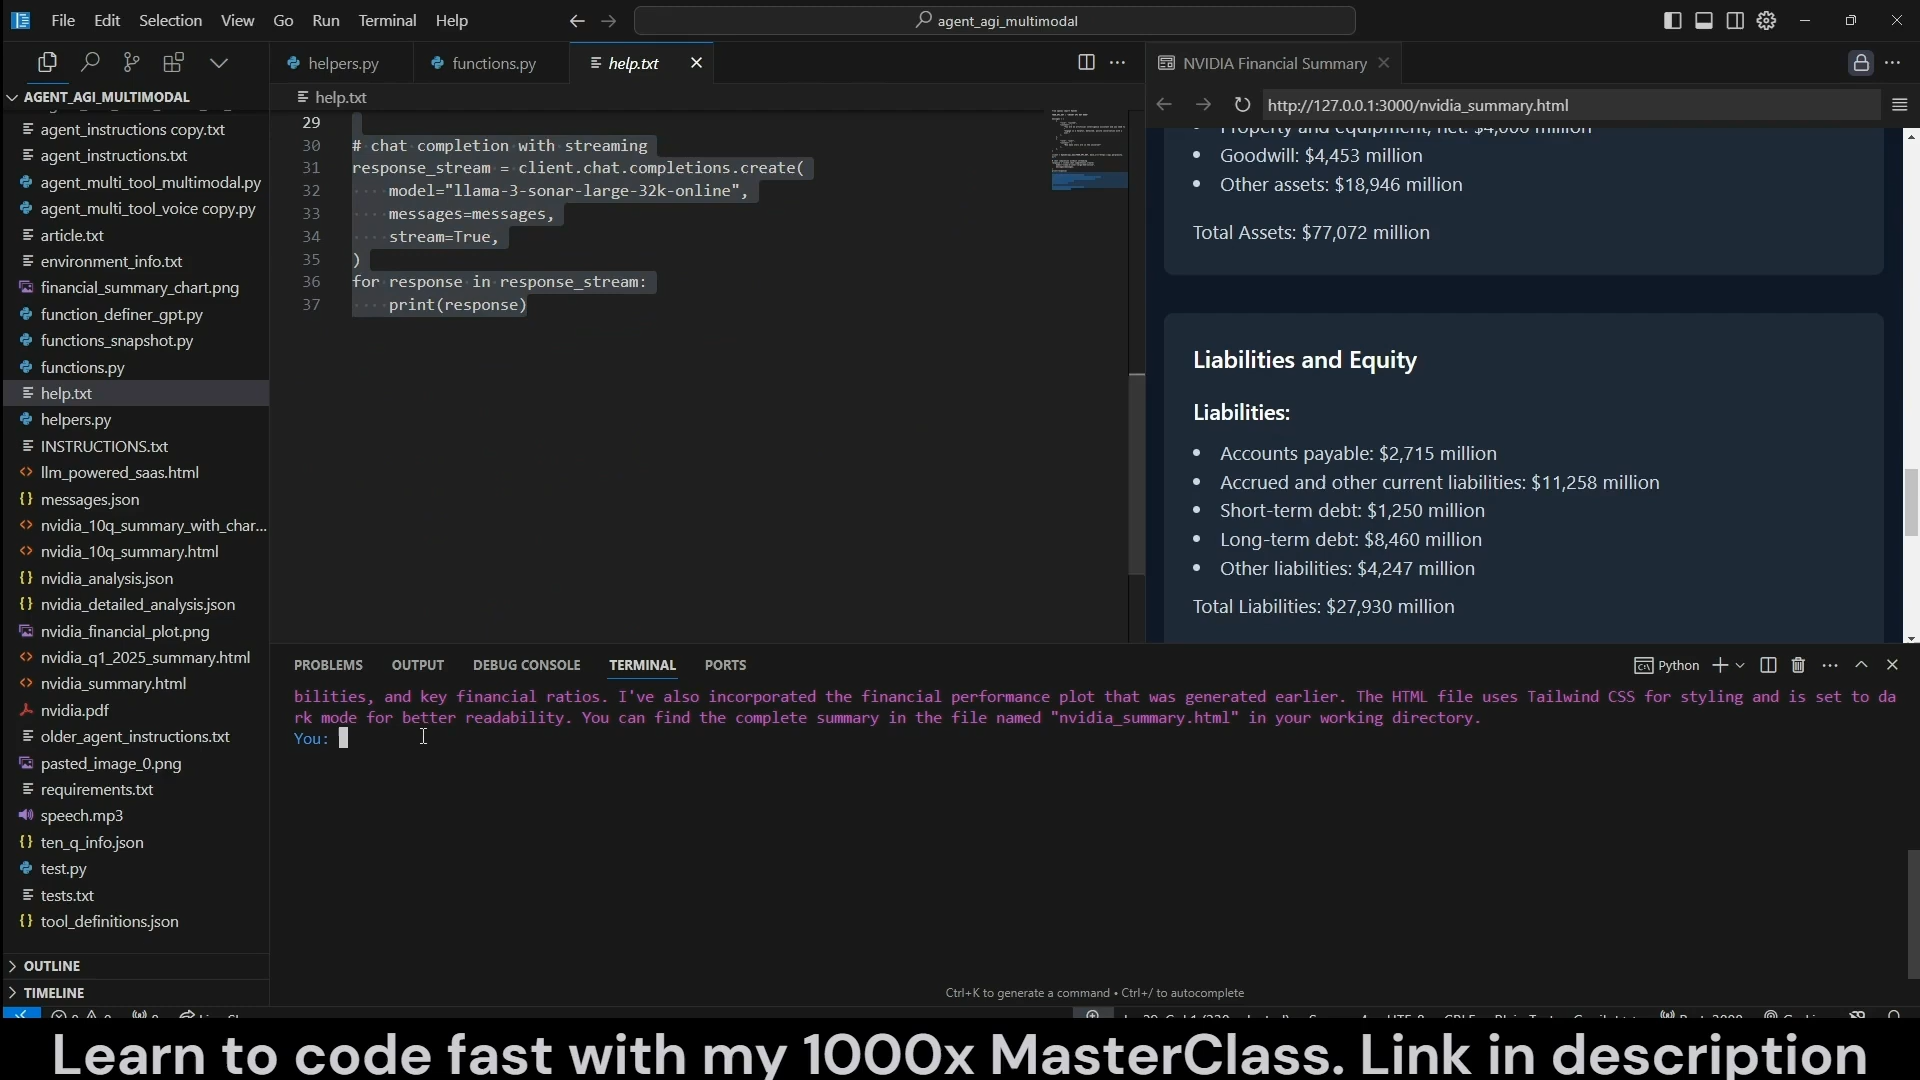 File Edit Selection View Go Run Terminal Help
agent_agi_multimodal
helpers.py
functions.py
help.txt
NVIDIA Financial Summary
AGENT_AGI_MULTIMODAL
agent_instructions copy.txt
agent_instructions.txt
agent_multi_tool_multimodal.py
agent_multi_tool_voice copy.py
article.txt
environment_info.txt
financial_summary_chart.png
function_definer_gpt.py
functions_snapshot.py
functions.py
help.txt
helpers.py
INSTRUCTIONS.txt
llm_powered_saas.html
messages.json
nvidia_10q_summary_with_char...
nvidia_10q_summary.html
nvidia_analysis.json
nvidia_detailed_analysis.json
nvidia_financial_plot.png
nvidia_q1_2025_summary.html
nvidia_summary.html
nvidia.pdf
older_agent_instructions.txt
pasted_image_0.png
requirements.txt
speech.mp3
ten_q_info.json
test.py
tests.txt
tool_definitions.json
OUTLINE
TIMELINE
help.txt
29
30 # chat completion with streaming
31 response_stream = client.chat.completions.create(
32 model="llama-3-sonar-large-32k-online",
33 messages=messages,
34 stream=True,
35 )
36 for response in response_stream:
37 print(response)
http://127.0.0.1:3000/nvidia_summary.html
Property and equipment, net: $4,006 million
• Goodwill: $4,453 million
• Other assets: $18,946 million
Total Assets: $77,072 million
Liabilities and Equity
Liabilities:
• Accounts payable: $2,715 million
• Accrued and other current liabilities: $11,258 million
• Short-term debt: $1,250 million
• Long-term debt: $8,460 million
• Other liabilities: $4,247 million
Total Liabilities: $27,930 million
PROBLEMS OUTPUT DEBUG CONSOLE TERMINAL PORTS
Python
bilities, and key financial ratios. I've also incorporated the financial performance plot that was generated earlier. The HTML file uses Tailwind CSS for styling and is set to da
rk mode for better readability. You can find the complete summary in the file named "nvidia_summary.html" in your working directory.
You:
Ctrl+K to generate a command • Ctrl+/ to autocomplete
Learn to code fast with my 1000x MasterClass. Link in description